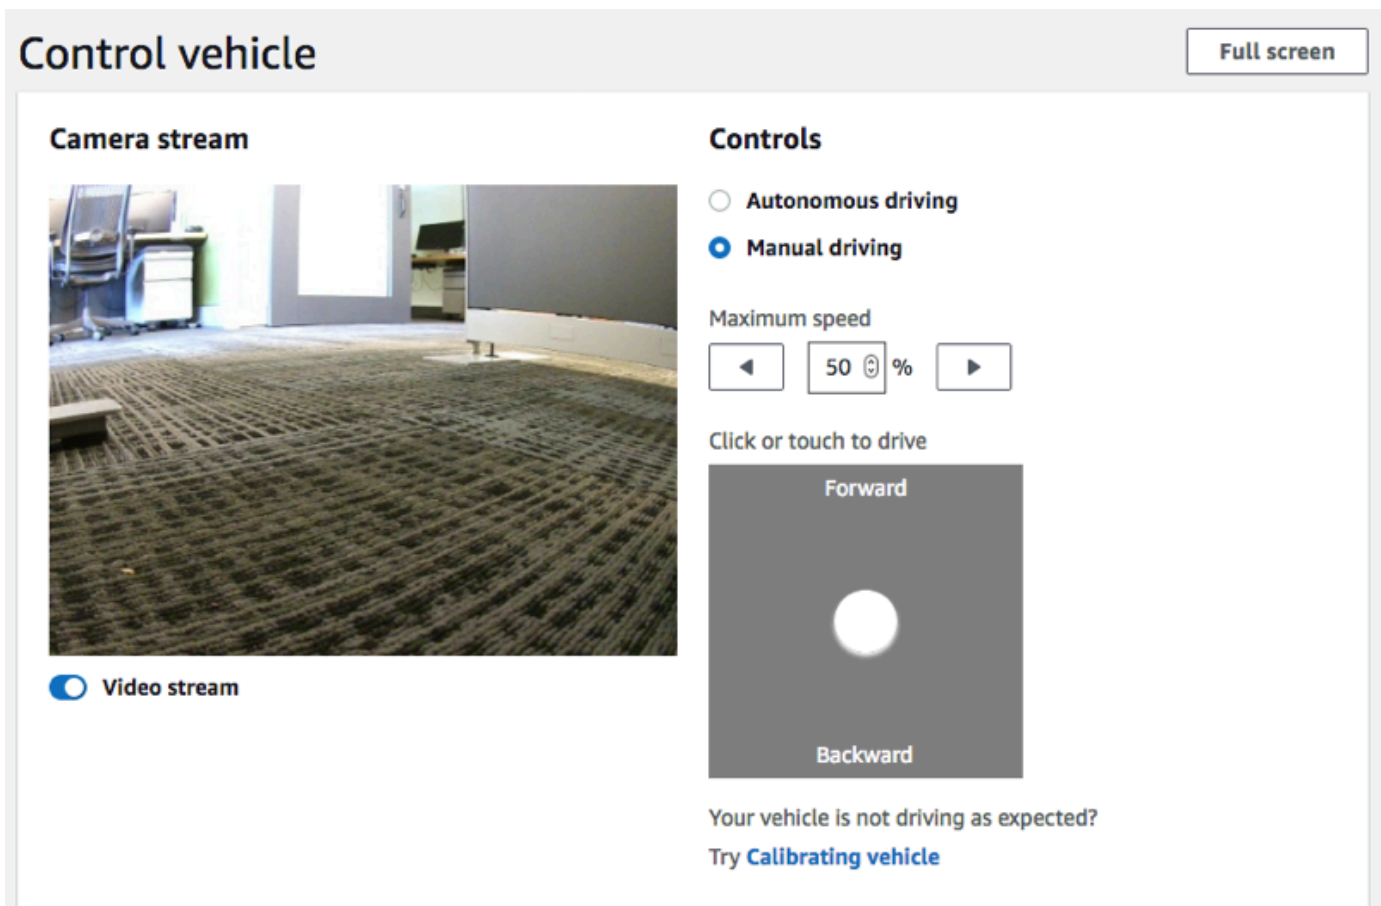 Control vehicle
Full screen
Camera stream
Video stream
Controls
Autonomous driving
Manual driving
Maximum speed
50 %
Click or touch to drive
Forward
Backward
Your vehicle is not driving as expected?
Try Calibrating vehicle